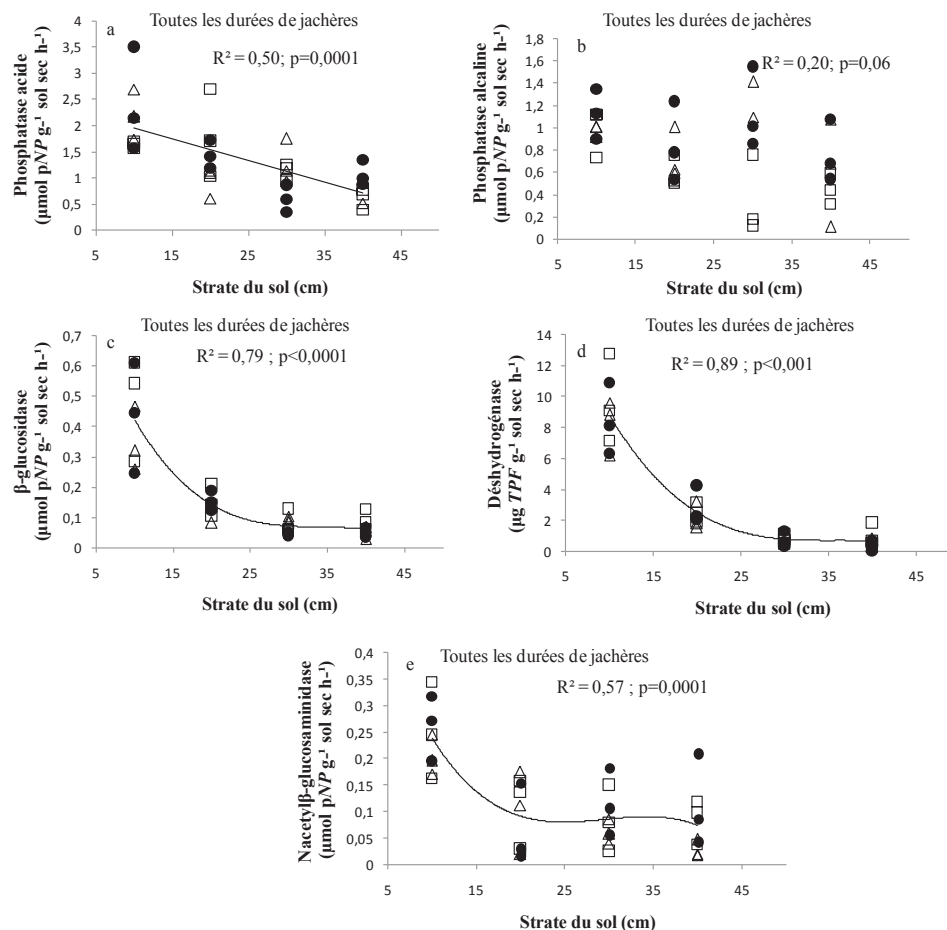 Toutes les durées de jachères
a
R² = 0,50; p=0,0001
Phosphatase acide
(µmol pNP g-¹ sol sec h-¹)
4
3,5
3
2,5
2
1,5
1
0,5
0
5 15 25 35 45
Strate du sol (cm)
Toutes les durées de jachères
b
R² = 0,20; p=0,06
Phosphatase alcaline
(µmol pNP g-¹ sol sec h-¹)
1,8
1,6
1,4
1,2
1
0,8
0,6
0,4
0,2
0
5 15 25 35 45
Strate du sol (cm)
Toutes les durées de jachères
c
R² = 0,79 ; p<0,0001
β-glucosidase
(µmol pNP g-¹ sol sec h-¹)
0,7
0,6
0,5
0,4
0,3
0,2
0,1
0
5 15 25 35 45
Strate du sol (cm)
Toutes les durées de jachères
d
R² = 0,89 ; p<0,001
Déshydrogénase
(µg TPF g-¹ sol sec h-¹)
14
12
10
8
6
4
2
0
5 15 25 35 45
Strate du sol (cm)
Toutes les durées de jachères
e
R² = 0,57 ; p=0,0001
Nacetylβ-glucosaminidase
(µmol pNP g-¹ sol sec h-¹)
0,4
0,35
0,3
0,25
0,2
0,15
0,1
0,05
0
5 15 25 35 45
Strate du sol (cm)